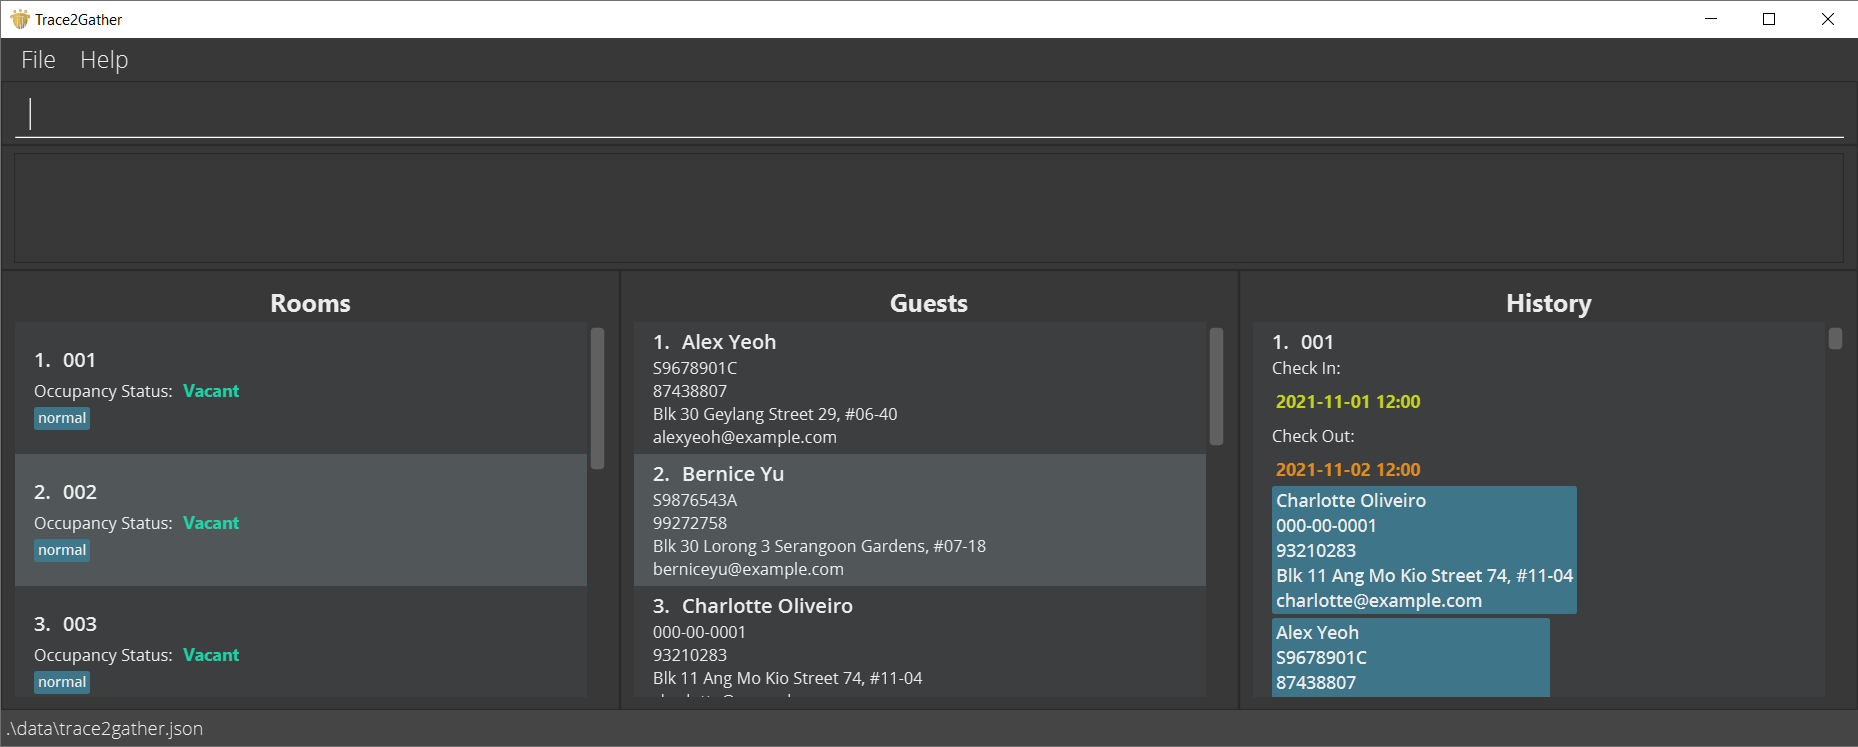 Trace2Gather
File Help
Rooms
1. 001
Occupancy Status: Vacant
normal
2. 002
Occupancy Status: Vacant
normal
3. 003
Occupancy Status: Vacant
normal
Guests
1. Alex Yeoh
S9678901C
87438807
Blk 30 Geylang Street 29, #06-40
alexyeoh@example.com
2. Bernice Yu
S9876543A
99272758
Blk 30 Lorong 3 Serangoon Gardens, #07-18
berniceyu@example.com
3. Charlotte Oliveiro
000-00-0001
93210283
Blk 11 Ang Mo Kio Street 74, #11-04
History
1. 001
Check In:
2021-11-01 12:00
Check Out:
2021-11-02 12:00
Charlotte Oliveiro
000-00-0001
93210283
Blk 11 Ang Mo Kio Street 74, #11-04
charlotte@example.com
Alex Yeoh
S9678901C
87438807
.\data\trace2gather.json